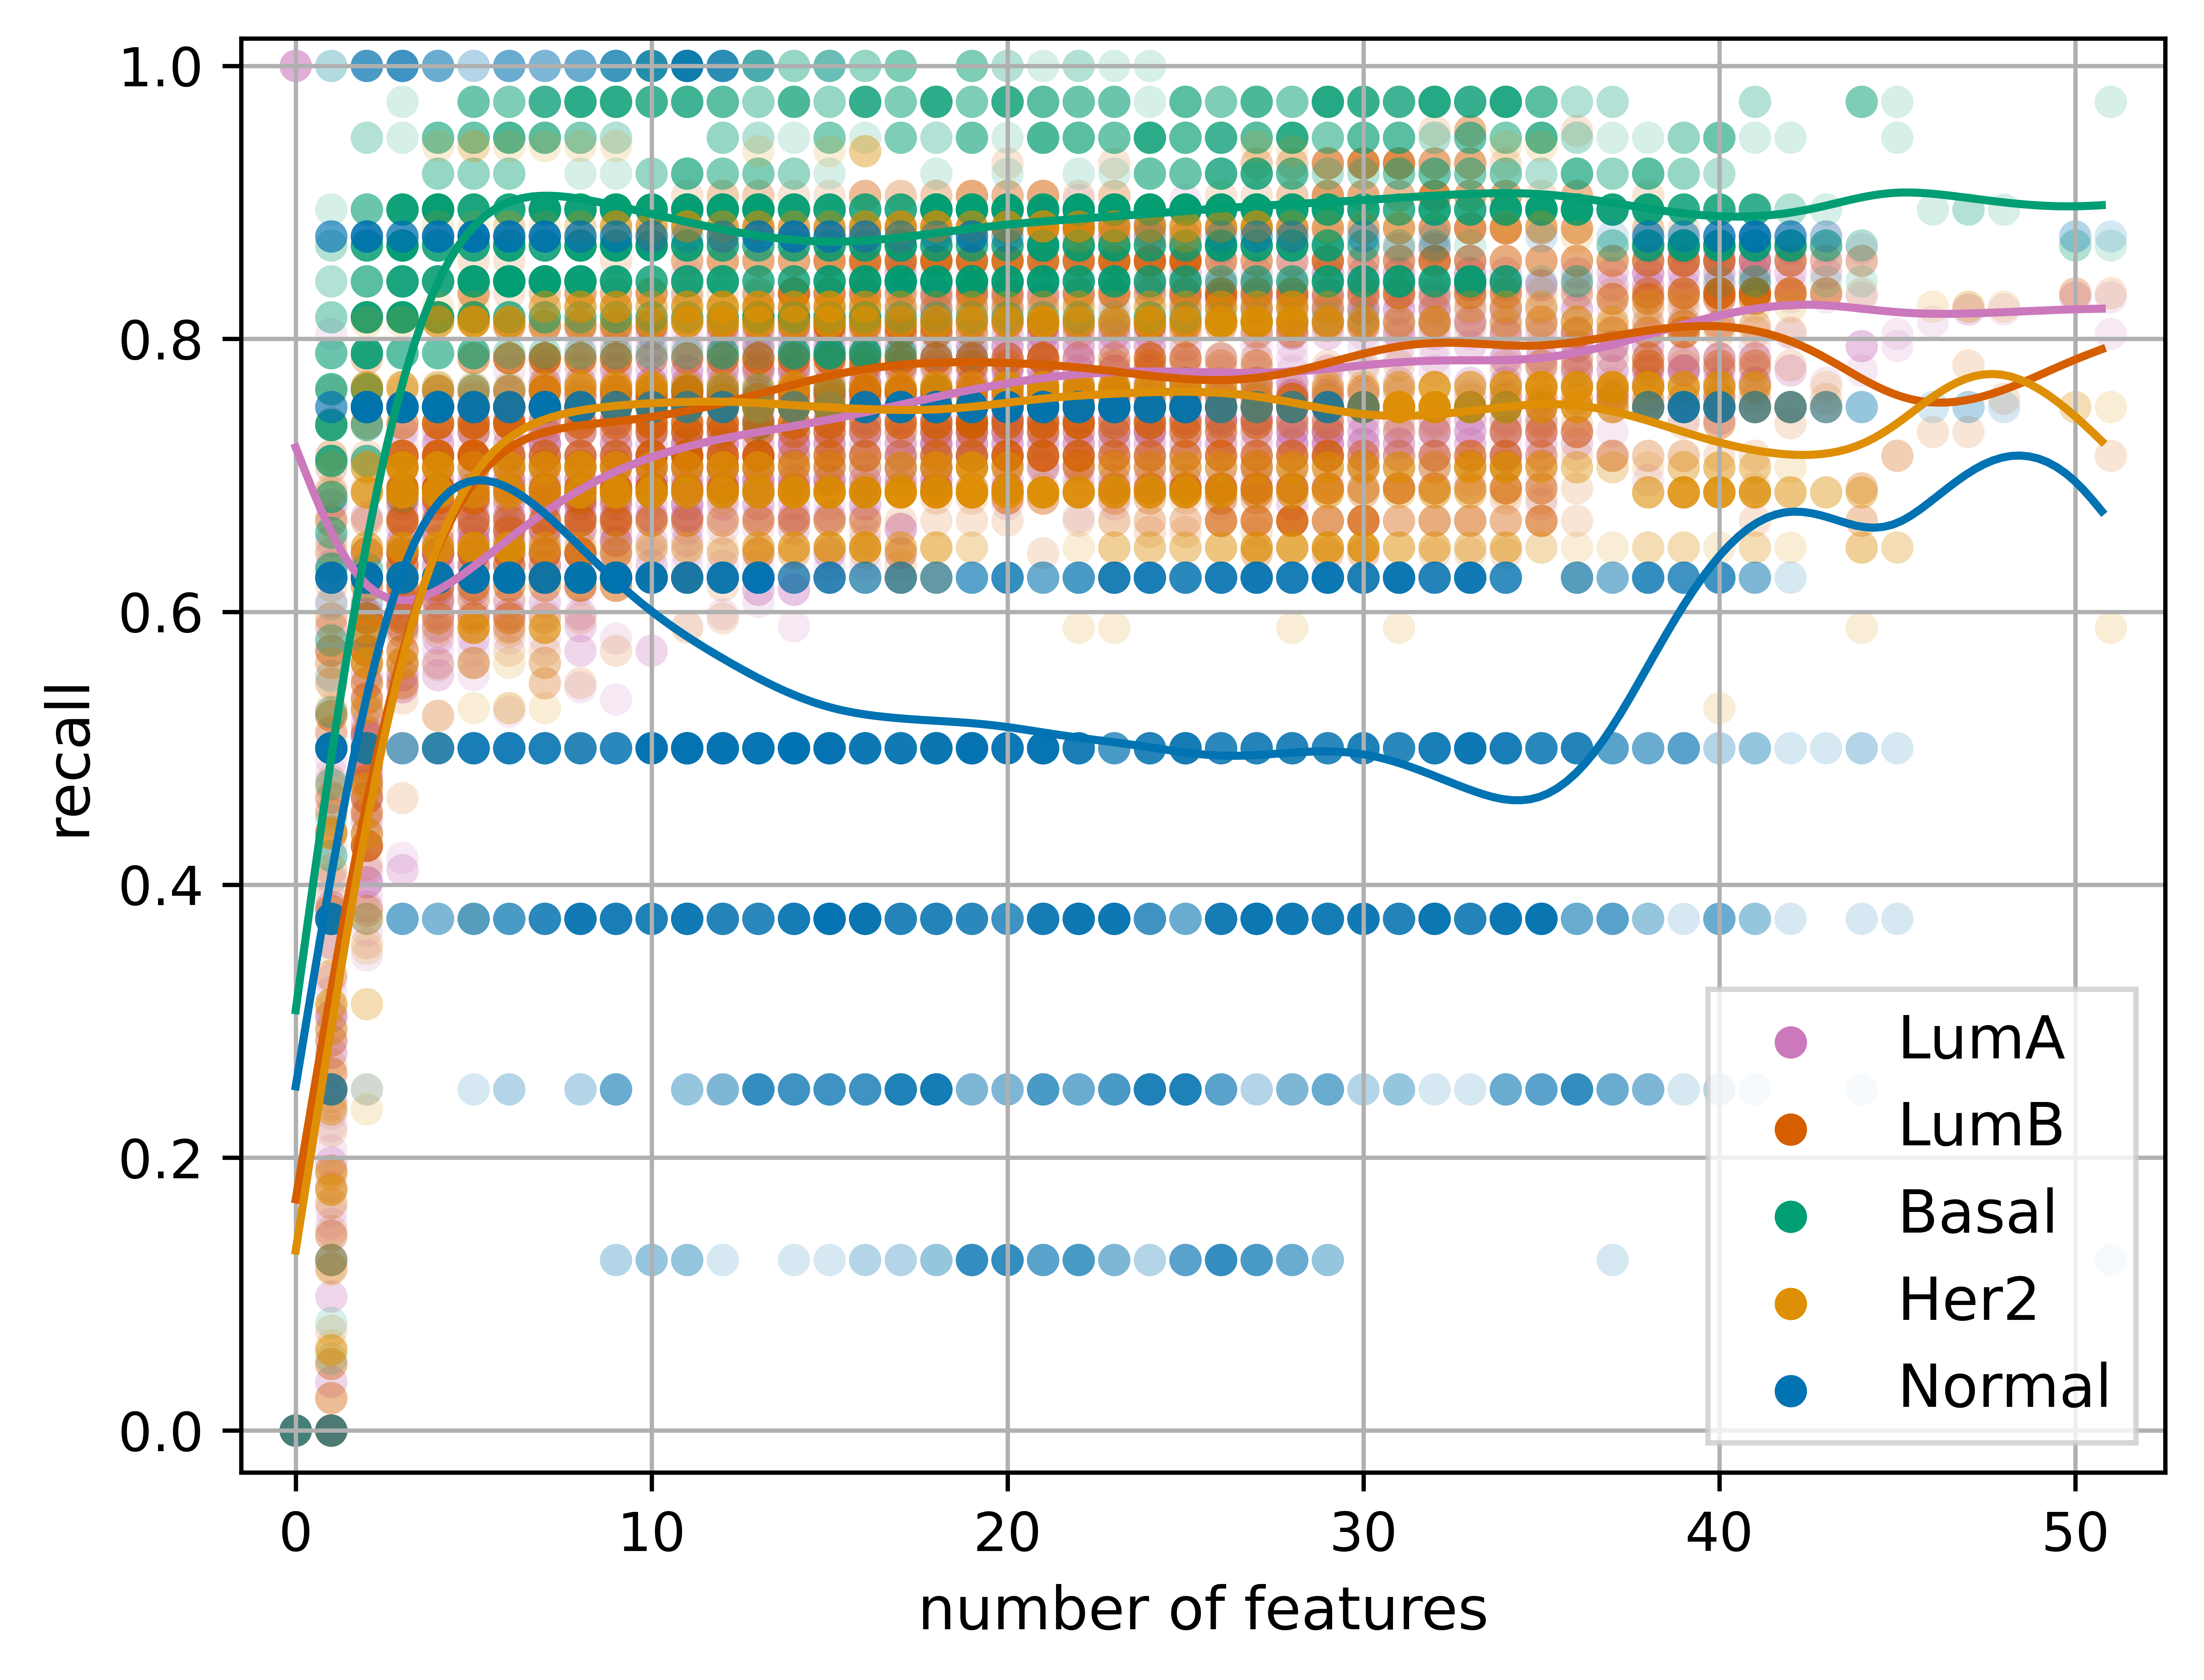 1.0
0.8
0.6
0.4
0.2
0.0
recall
0 10 20 30 40 50
number of features
LumA
LumB
Basal
Her2
Normal